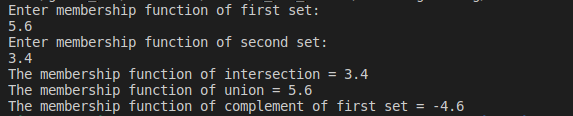 Enter membership function of first set:
5.6
Enter membership function of second set:
3.4
The membership function of intersection = 3.4
The membership function of union = 5.6
The membership function of complement of first set = -4.6